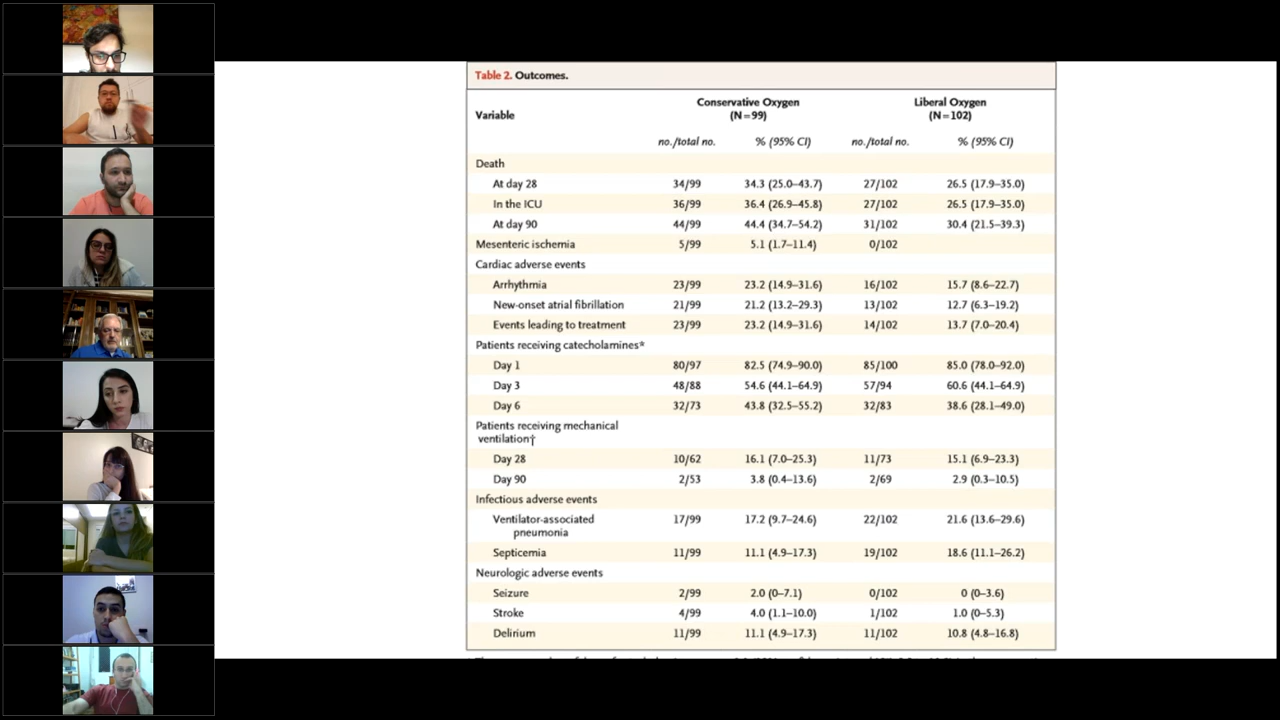 Table 2. Outcomes.
Variable Conservative Oxygen (N=99) Liberal Oxygen (N=102)
no./total no. % (95% CI) no./total no. % (95% CI)
Death
At day 28 34/99 34.3 (25.0–43.7) 27/102 26.5 (17.9–35.0)
In the ICU 36/99 36.4 (26.9–45.8) 27/102 26.5 (17.9–35.0)
At day 90 44/99 44.4 (34.7–54.2) 31/102 30.4 (21.5–39.3)
Mesenteric ischemia 5/99 5.1 (1.7–11.4) 0/102
Cardiac adverse events
Arrhythmia 23/99 23.2 (14.9–31.6) 16/102 15.7 (8.6–22.7)
New-onset atrial fibrillation 21/99 21.2 (13.2–29.3) 13/102 12.7 (6.3–19.2)
Events leading to treatment 23/99 23.2 (14.9–31.6) 14/102 13.7 (7.0–20.4)
Patients receiving catecholamines*
Day 1 80/97 82.5 (74.9–90.0) 85/100 85.0 (78.0–92.0)
Day 3 48/88 54.6 (44.1–64.9) 57/94 60.6 (44.1–64.9)
Day 6 32/73 43.8 (32.5–55.2) 32/83 38.6 (28.1–49.0)
Patients receiving mechanical
ventilation†
Day 28 10/62 16.1 (7.0–25.3) 11/73 15.1 (6.9–23.3)
Day 90 2/53 3.8 (0.4–13.6) 2/69 2.9 (0.3–10.5)
Infectious adverse events
Ventilator-associated
pneumonia 17/99 17.2 (9.7–24.6) 22/102 21.6 (13.6–29.6)
Septicemia 11/99 11.1 (4.9–17.3) 19/102 18.6 (11.1–26.2)
Neurologic adverse events
Seizure 2/99 2.0 (0–7.1) 0/102 0 (0–3.6)
Stroke 4/99 4.0 (1.1–10.0) 1/102 1.0 (0–5.3)
Delirium 11/99 11.1 (4.9–17.3) 11/102 10.8 (4.8–16.8)